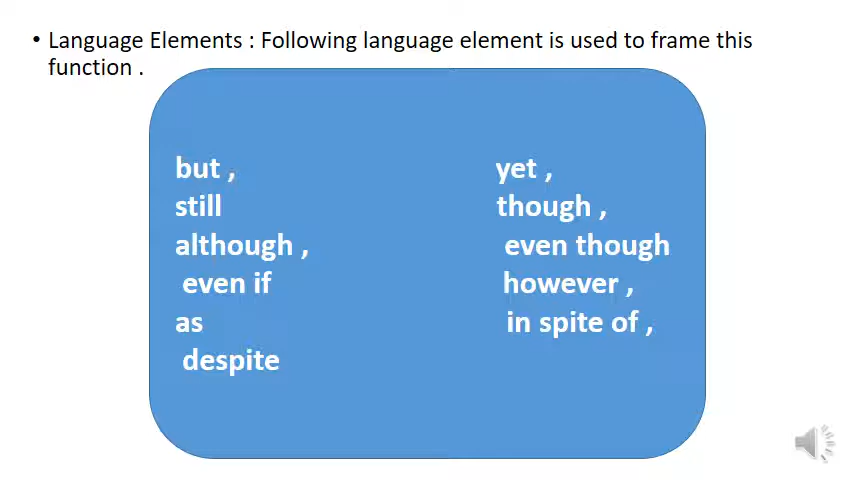 • Language Elements : Following language element is used to frame this
function .
but , yet ,
still though ,
although , even though
even if however ,
as in spite of ,
despite